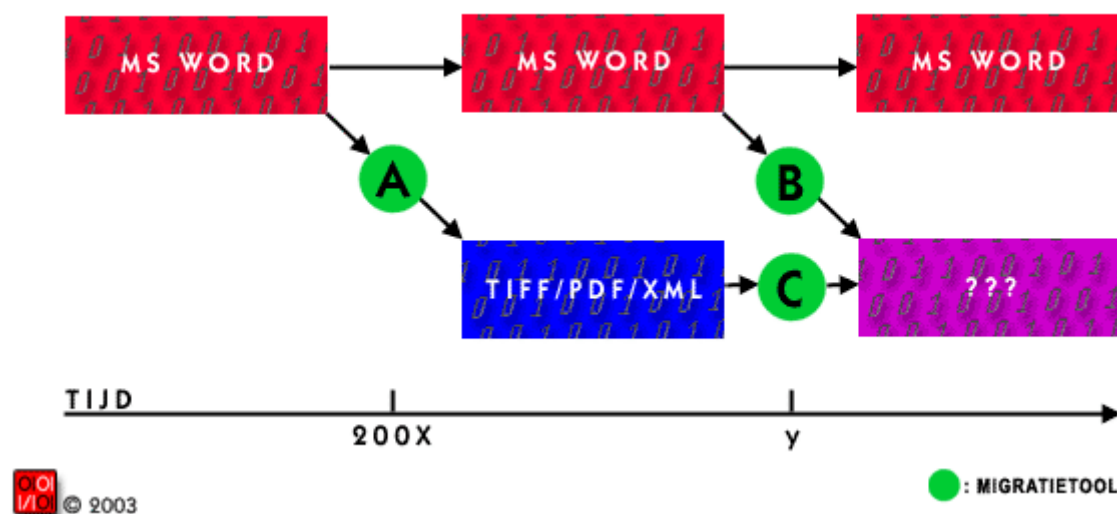 MS WORD
MS WORD
MS WORD
A
B
TIFF/PDF/XML
C
???
TIJD
200X
y
© 2003
: MIGRATIETOOL